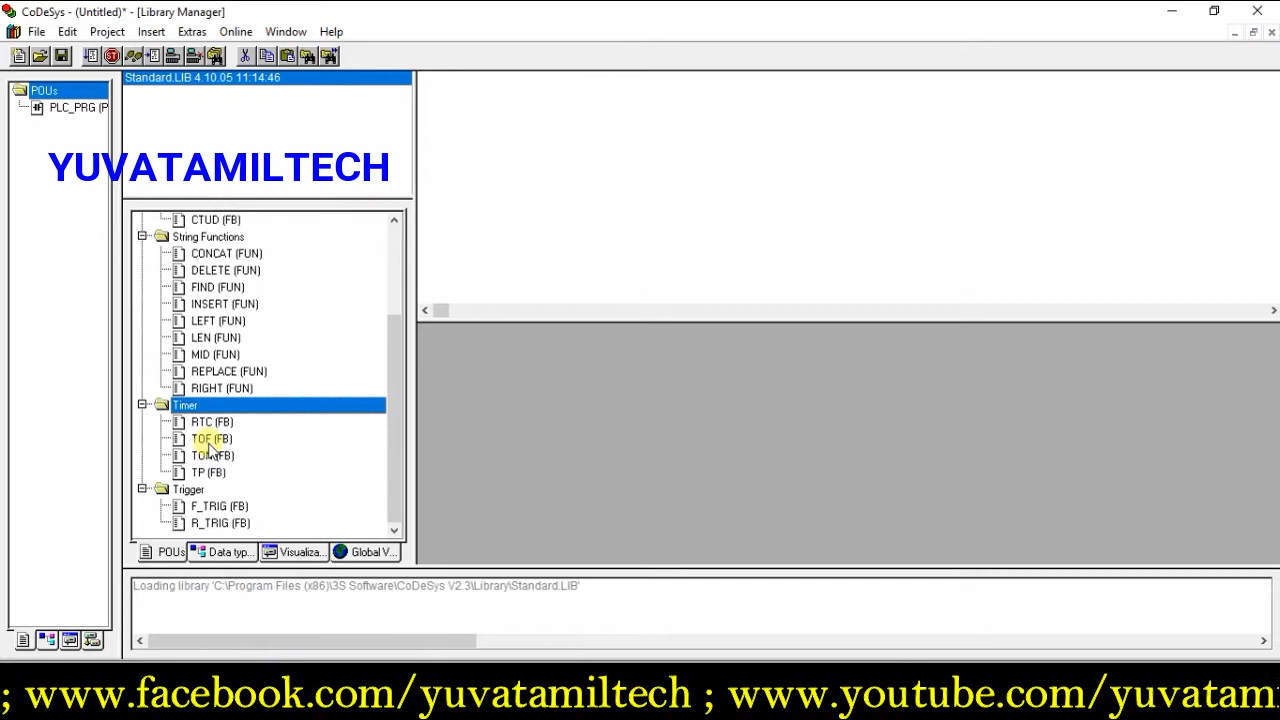 CoDeSys - (Untitled)* - [Library Manager]
File Edit Project Insert Extras Online Window Help
POUs
PLC_PRG (P
Standard.LIB 4.10.05 11:14:46
YUVATAMILTECH
CTUD (FB)
String Functions
CONCAT (FUN)
DELETE (FUN)
FIND (FUN)
INSERT (FUN)
LEFT (FUN)
LEN (FUN)
MID (FUN)
REPLACE (FUN)
RIGHT (FUN)
Timer
RTC (FB)
TOF (FB)
TON (FB)
TP (FB)
Trigger
F_TRIG (FB)
R_TRIG (FB)
POUs Data typ... Visualiza... Global V...
Loading library 'C:\Program Files (x86)\3S Software\CoDeSys V2.3\Library\Standard.LIB'
; www.facebook.com/yuvatamiltech ; www.youtube.com/yuvatam